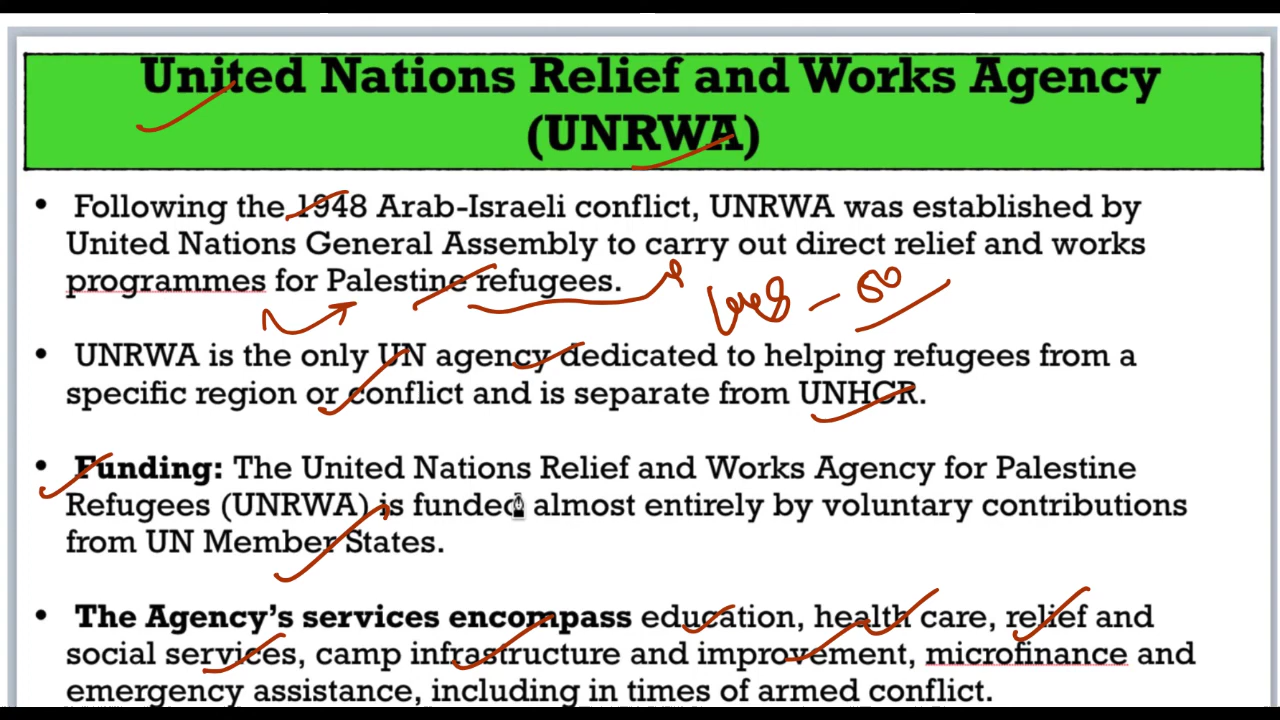 United Nations Relief and Works Agency
(UNRWA)
• Following the 1948 Arab-Israeli conflict, UNRWA was established by
United Nations General Assembly to carry out direct relief and works
programmes for Palestine refugees.
• UNRWA is the only UN agency dedicated to helping refugees from a
specific region or conflict and is separate from UNHCR.
• Funding: The United Nations Relief and Works Agency for Palestine
Refugees (UNRWA) is funded almost entirely by voluntary contributions
from UN Member States.
• The Agency's services encompass education, health care, relief and
social services, camp infrastructure and improvement, microfinance and
emergency assistance, including in times of armed conflict.